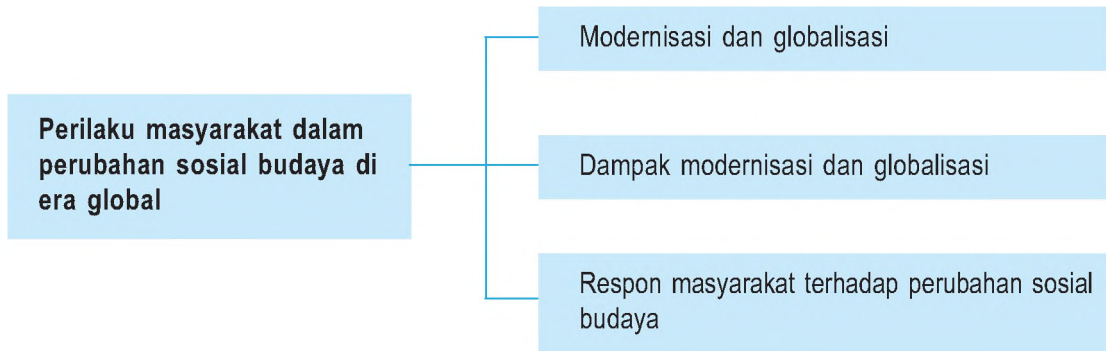 Perilaku masyarakat dalam
perubahan sosial budaya di
era global
Modernisasi dan globalisasi
Dampak modernisasi dan globalisasi
Respon masyarakat terhadap perubahan sosial
budaya